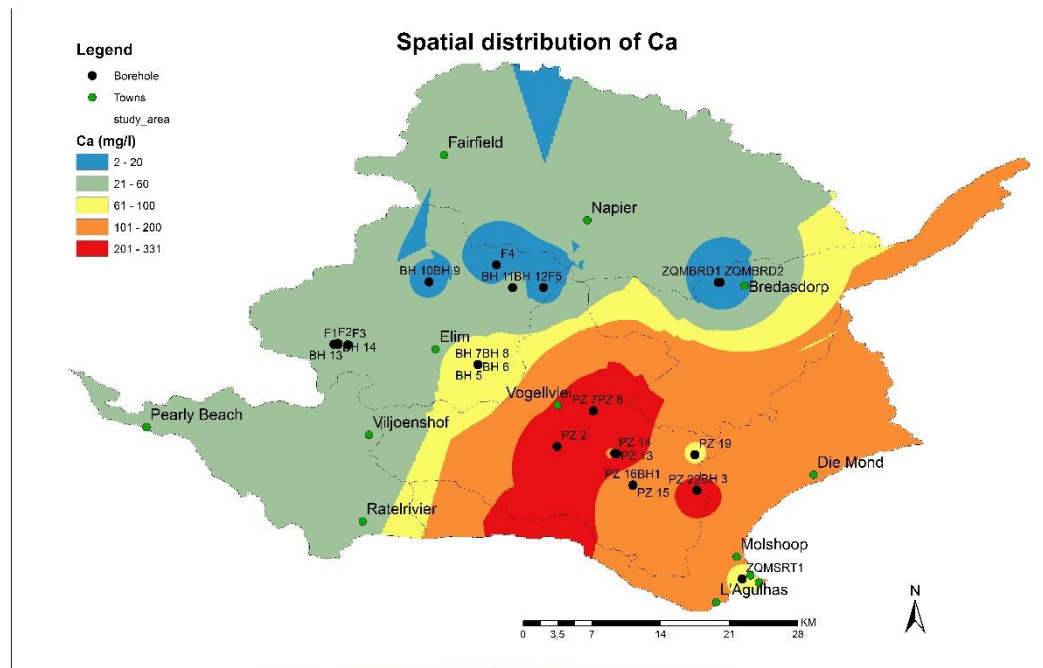 Spatial distribution of Ca
Legend
Borehole
Towns
study_area
Ca (mg/l)
2 - 20
21 - 60
61 - 100
101 - 200
201 - 331
Fairfield
Napier
F4
BH 10BH 9
BH 11BH 12F5
ZQMBRD1 ZQMBRD2
Bredasdorp
F1F2F3
BH 13 BH 14
Elim
BH 7BH 8
BH 6
BH 5
Vogellvlei
PZ 7PZ 8
Pearly Beach
Viljoenshof
PZ 2
PZ 14
PZ 13
PZ 19
Die Mond
PZ 16BH1
PZ 15
PZ 22BH 3
Ratelrivier
Molshoop
ZQMSRT1
L'Agulhas
N
KM
0 3,5 7 14 21 28